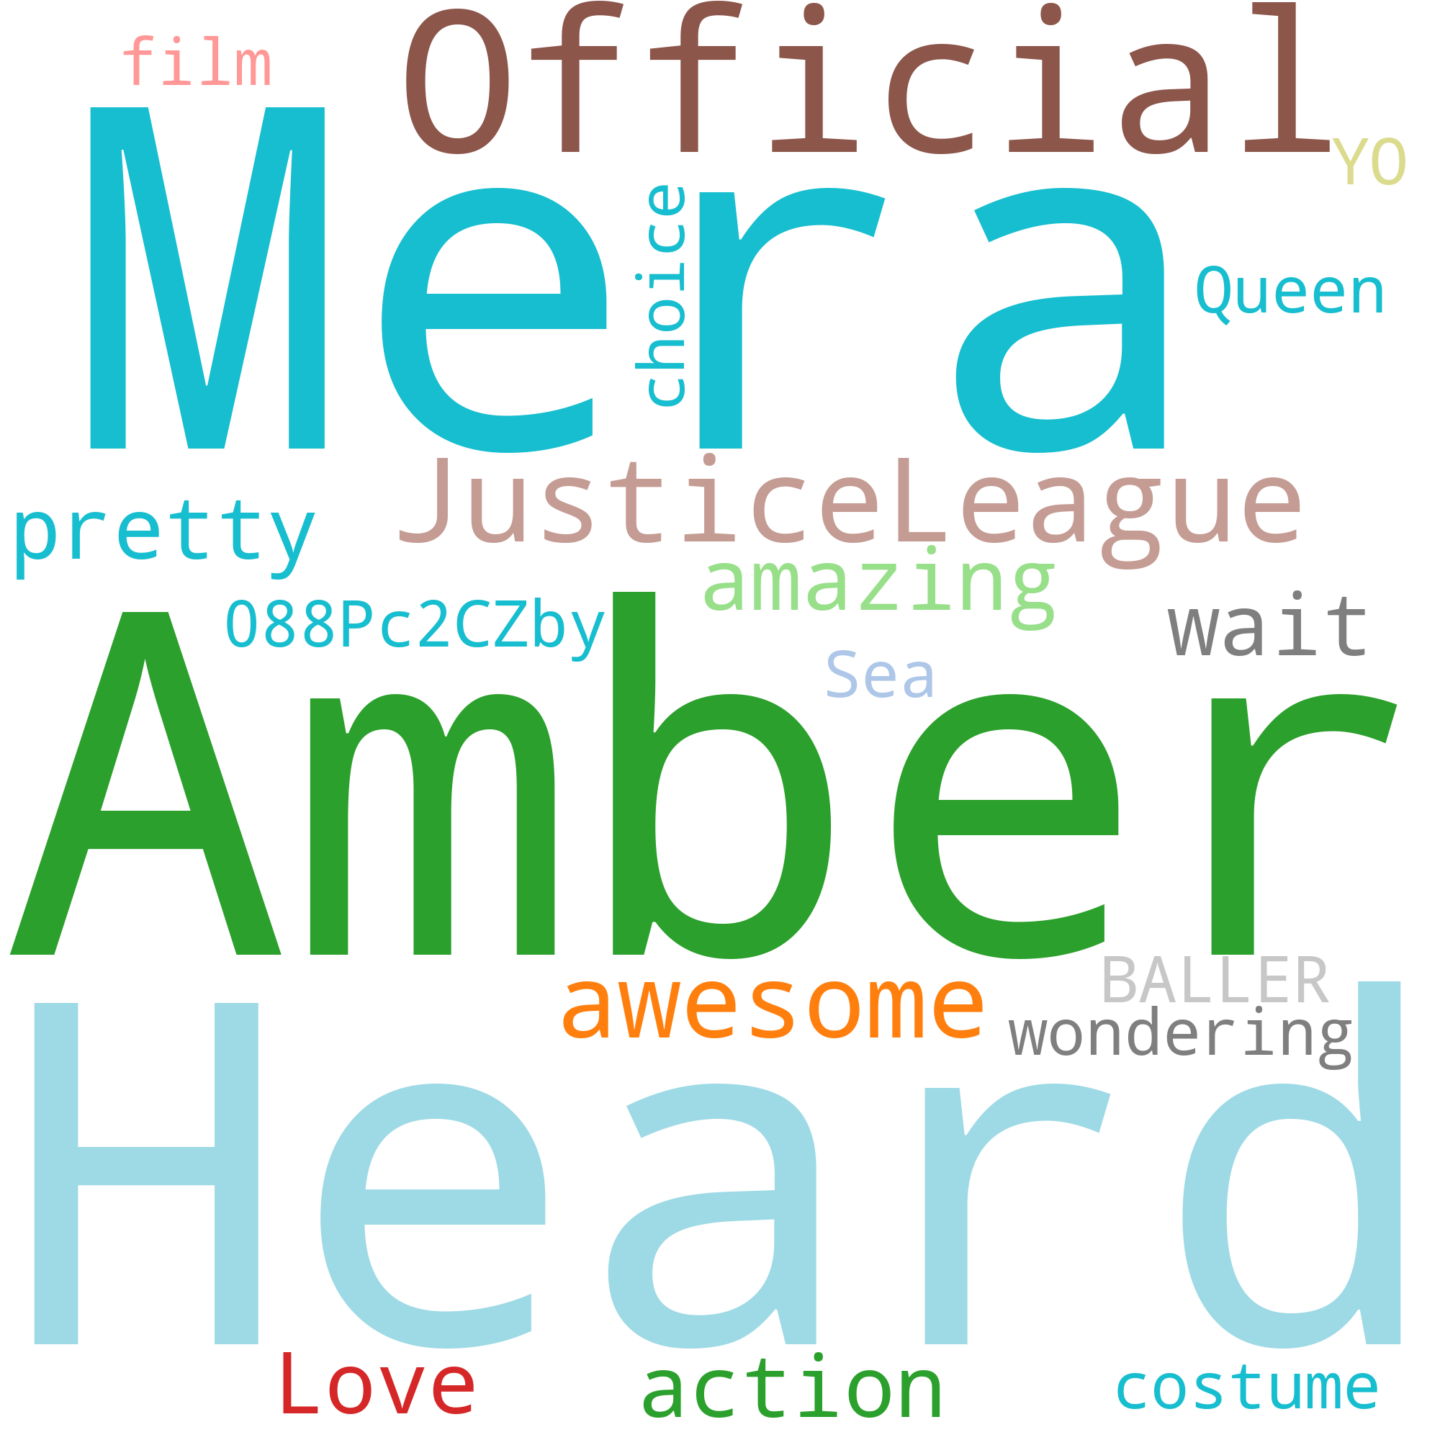 film
Official
YO
Mera
choice
Queen
JusticeLeague
pretty
amazing
O88Pc2CZby
wait
Sea
Amber
BALLER
awesome
wondering
Heard
Love
action
costume